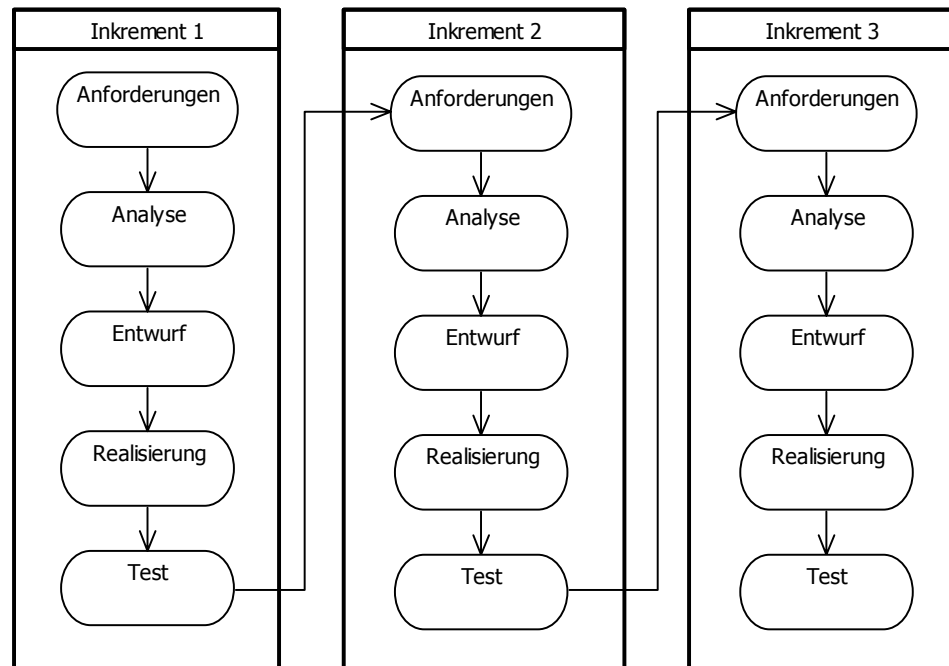 Inkrement 1
Anforderungen
Analyse
Entwurf
Realisierung
Test
Inkrement 2
Anforderungen
Analyse
Entwurf
Realisierung
Test
Inkrement 3
Anforderungen
Analyse
Entwurf
Realisierung
Test